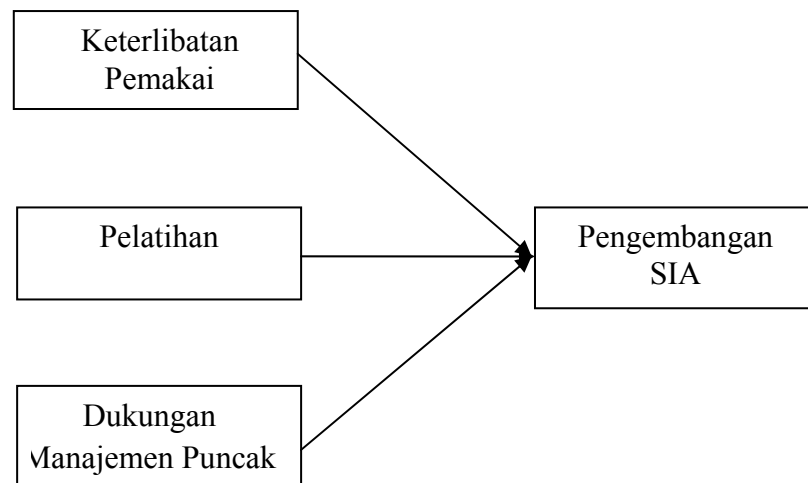 Keterlibatan
Pemakai
Pelatihan
Pengembangan
SIA
Dukungan
Manajemen Puncak